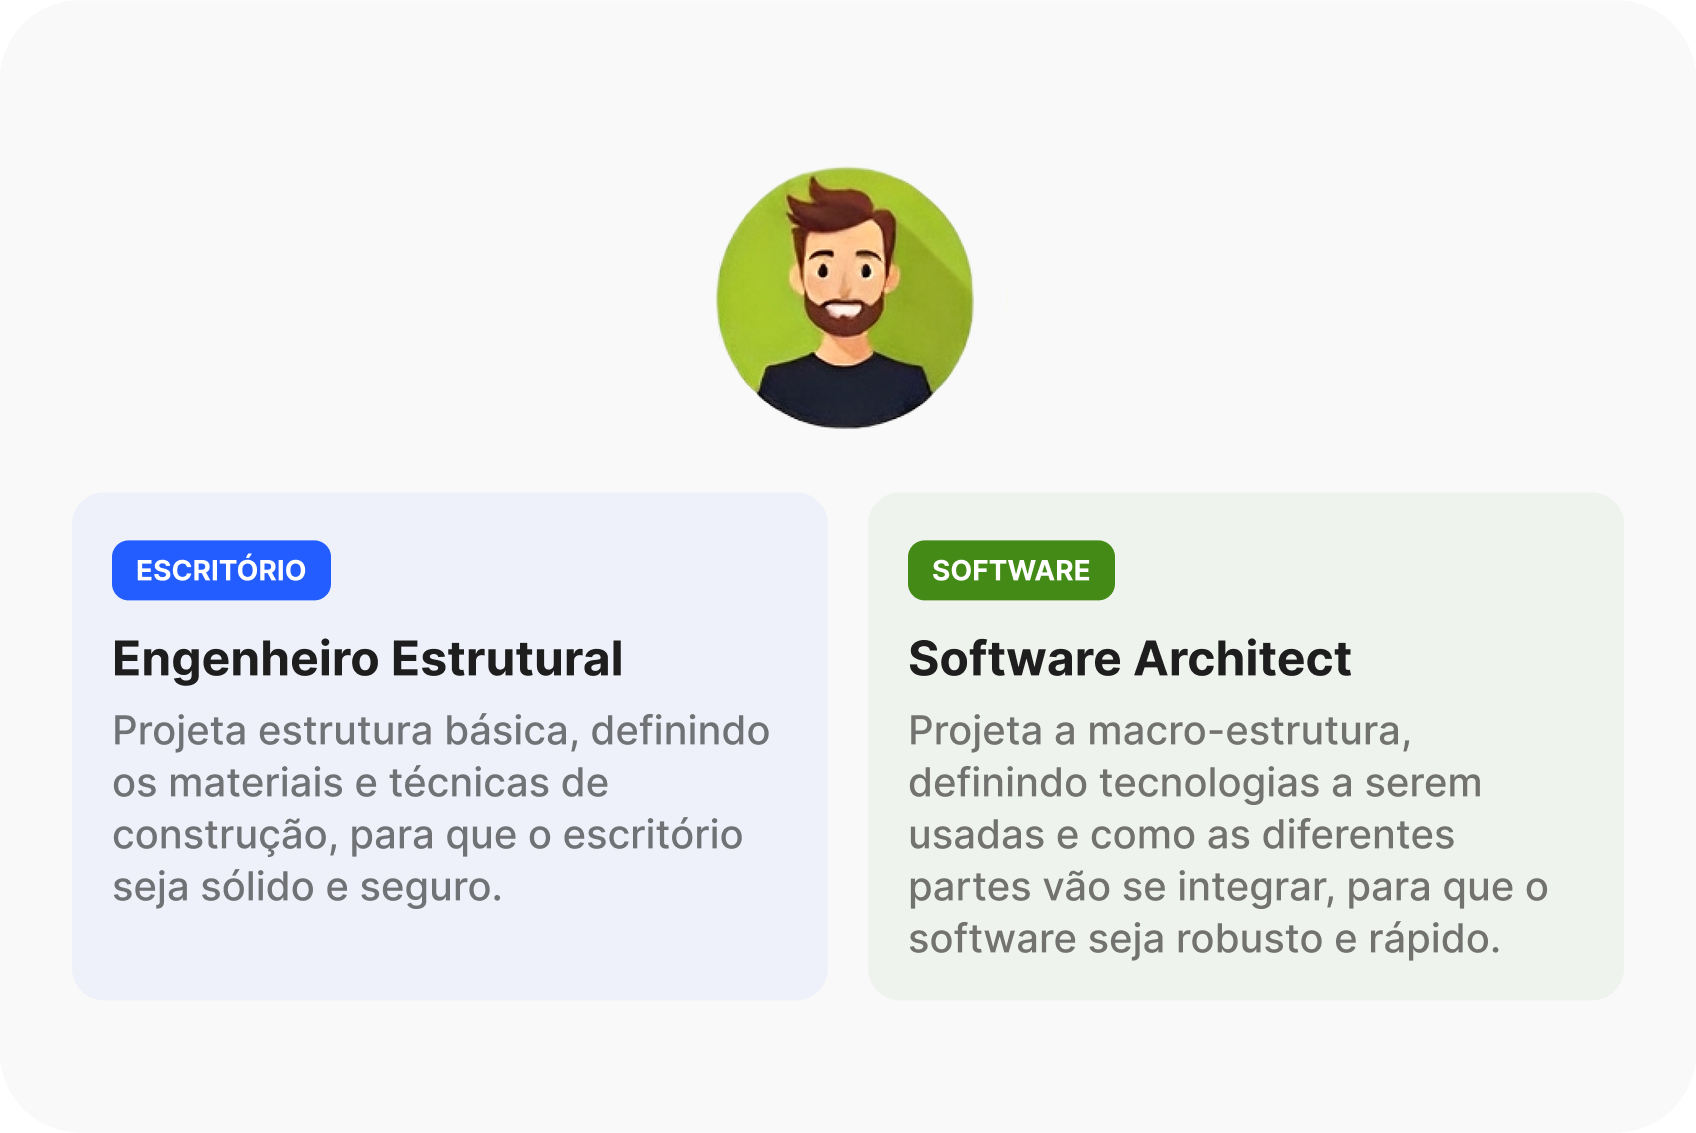 ESCRITÓRIO
Engenheiro Estrutural
Projeta estrutura básica, definindo
os materiais e técnicas de
construção, para que o escritório
seja sólido e seguro.
SOFTWARE
Software Architect
Projeta a macro-estrutura,
definindo tecnologias a serem
usadas e como as diferentes
partes vão se integrar, para que o
software seja robusto e rápido.